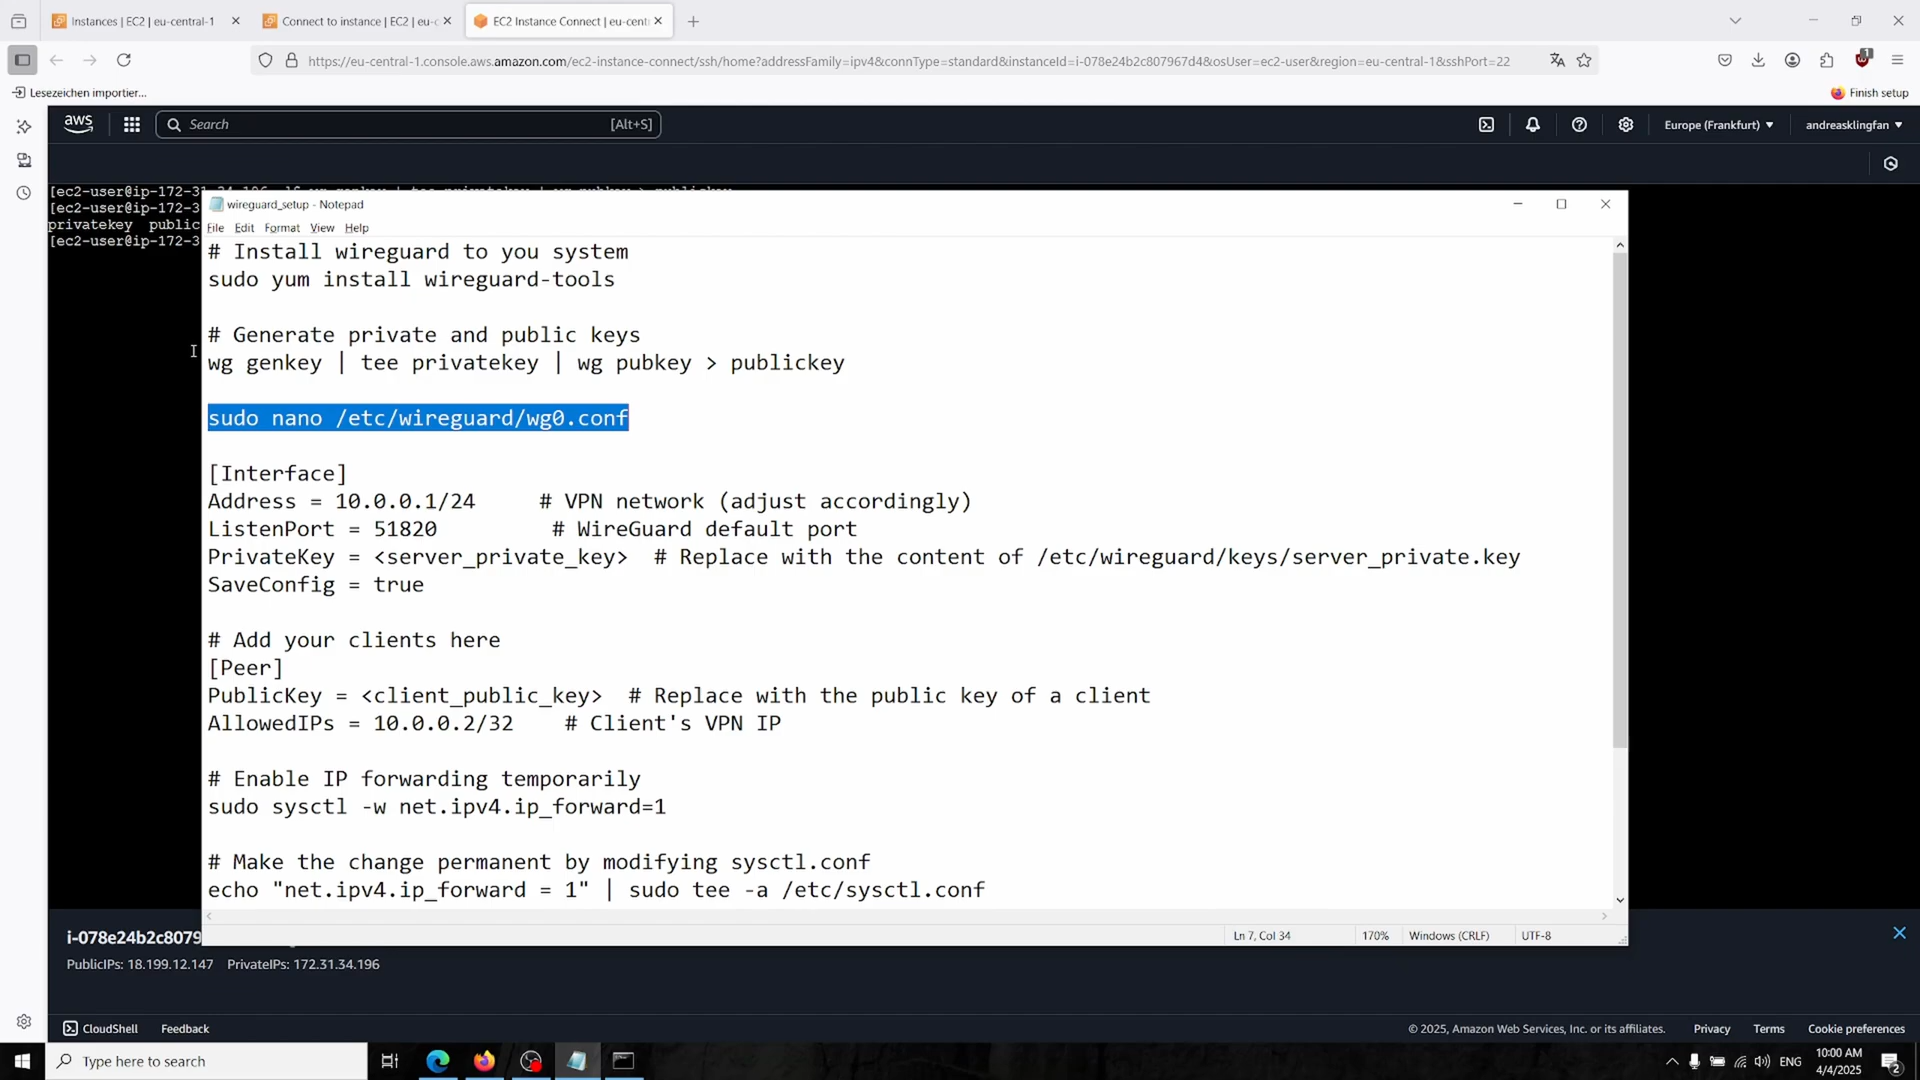 Instances | EC2 | eu-central-1
Connect to instance | EC2 | eu-c
EC2 Instance Connect | eu-cent
https://eu-central-1.console.aws.amazon.com/ec2-instance-connect/ssh/home?addressFamily=ipv4&connType=standard&instanceId=i-078e24b2c807967d4&osUser=ec2-user&region=eu-central-1&sshPort=22
1
Lesezeichen importier...
Finish setup
aws
Search
[Alt+S]
Europe (Frankfurt)
andreasklingfan
[ec2-user@ip-172-31-34-196 ~]$ wg genkey | tee privatekey | wg pubkey > publickey
[ec2-user@ip-172-3
privatekey public
[ec2-user@ip-172-3
wireguard_setup - Notepad
File Edit Format View Help
# Install wireguard to you system
sudo yum install wireguard-tools
# Generate private and public keys
wg genkey | tee privatekey | wg pubkey > publickey
sudo nano /etc/wireguard/wg0.conf
[Interface]
Address = 10.0.0.1/24 # VPN network (adjust accordingly)
ListenPort = 51820 # WireGuard default port
PrivateKey = <server_private_key> # Replace with the content of /etc/wireguard/keys/server_private.key
SaveConfig = true
# Add your clients here
[Peer]
PublicKey = <client_public_key> # Replace with the public key of a client
AllowedIPs = 10.0.0.2/32 # Client's VPN IP
# Enable IP forwarding temporarily
sudo sysctl -w net.ipv4.ip_forward=1
# Make the change permanent by modifying sysctl.conf
echo "net.ipv4.ip_forward = 1" | sudo tee -a /etc/sysctl.conf
Ln 7, Col 34
170%
Windows (CRLF)
UTF-8
i-078e24b2c8079
PublicIPs: 18.199.12.147 PrivateIPs: 172.31.34.196
CloudShell
Feedback
© 2025, Amazon Web Services, Inc. or its affiliates.
Privacy
Terms
Cookie preferences
Type here to search
ENG
10:00 AM
4/4/2025
2